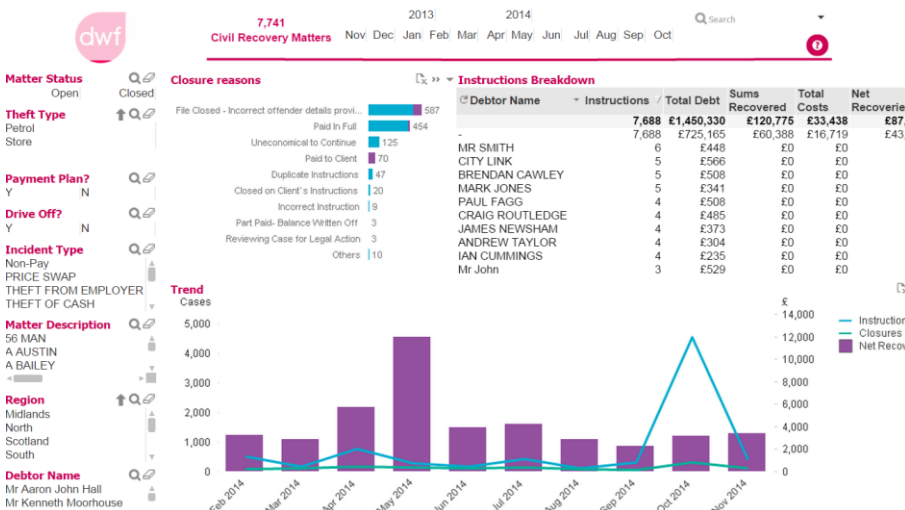 dwf
7,741
Civil Recovery Matters
2013 2014
Nov Dec Jan Feb Mar Apr May Jun Jul Aug Sep Oct
Search
?
Matter Status
Open Closed
Theft Type
Petrol
Store
Payment Plan?
Y N
Drive Off?
Y N
Incident Type
Non-Pay
PRICE SWAP
THEFT FROM EMPLOYER
THEFT OF CASH
Matter Description
56 MAN
A AUSTIN
A BAILEY
Region
Midlands
North
Scotland
South
Debtor Name
Mr Aaron John Hall
Mr Kenneth Moorhouse
Closure reasons
File Closed - Incorrect offender details provi... 587
Paid In Full 454
Uneconomical to Continue 125
Paid to Client 70
Duplicate Instructions 47
Closed on Client`s Instructions 20
Incorrect Instruction 9
Part Paid- Balance Written Off 3
Reviewing Case for Legal Action 3
Others 10
Instructions Breakdown
Debtor Name Instructions Total Debt Sums Recovered Total Costs Net Recoverie
7,688 £1,450,330 £120,775 £33,438 £87,
- 7,688 £725,165 £60,388 £16,719 £43,
MR SMITH 6 £448 £0 £0
CITY LINK 5 £566 £0 £0
BRENDAN CAWLEY 5 £508 £0 £0
MARK JONES 5 £341 £0 £0
PAUL FAGG 4 £508 £0 £0
CRAIG ROUTLEDGE 4 £485 £0 £0
JAMES NEWSHAM 4 £373 £0 £0
ANDREW TAYLOR 4 £304 £0 £0
IAN CUMMINGS 4 £235 £0 £0
Mr John 3 £529 £0 £0
Trend
Cases £
5,000
4,000
3,000
2,000
1,000
0
14,000
12,000
10,000
8,000
6,000
4,000
2,000
0
Instruction
Closures
Net Recov
Feb 2014 Mar 2014 Apr 2014 May 2014 Jun 2014 Jul 2014 Aug 2014 Sep 2014 Oct 2014 Nov 2014